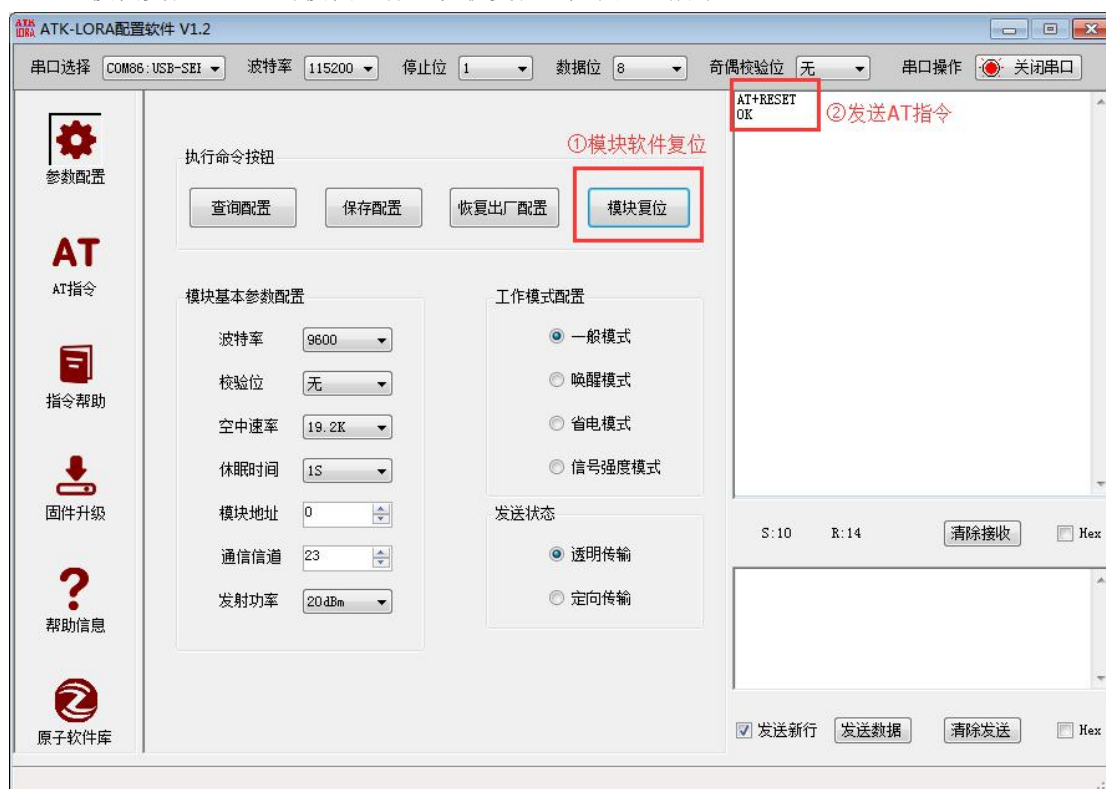 ATK-LORA配置软件 V1.2
串口选择 COM86:USB-SEI 波特率 115200 停止位 1 数据位 8 奇偶校验位 无 串口操作 关闭串口
参数配置
AT
AT指令
指令帮助
固件升级
帮助信息
原子软件库
执行命令按钮
①模块软件复位
查询配置 保存配置 恢复出厂配置 模块复位
模块基本参数配置
波特率 9600
校验位 无
空中速率 19.2K
休眠时间 1S
模块地址 0
通信信道 23
发射功率 20dBm
工作模式配置
一般模式
唤醒模式
省电模式
信号强度模式
发送状态
透明传输
定向传输
AT+RESET
OK
②发送AT指令
S:10 R:14 清除接收 Hex
发送新行 发送数据 清除发送 Hex